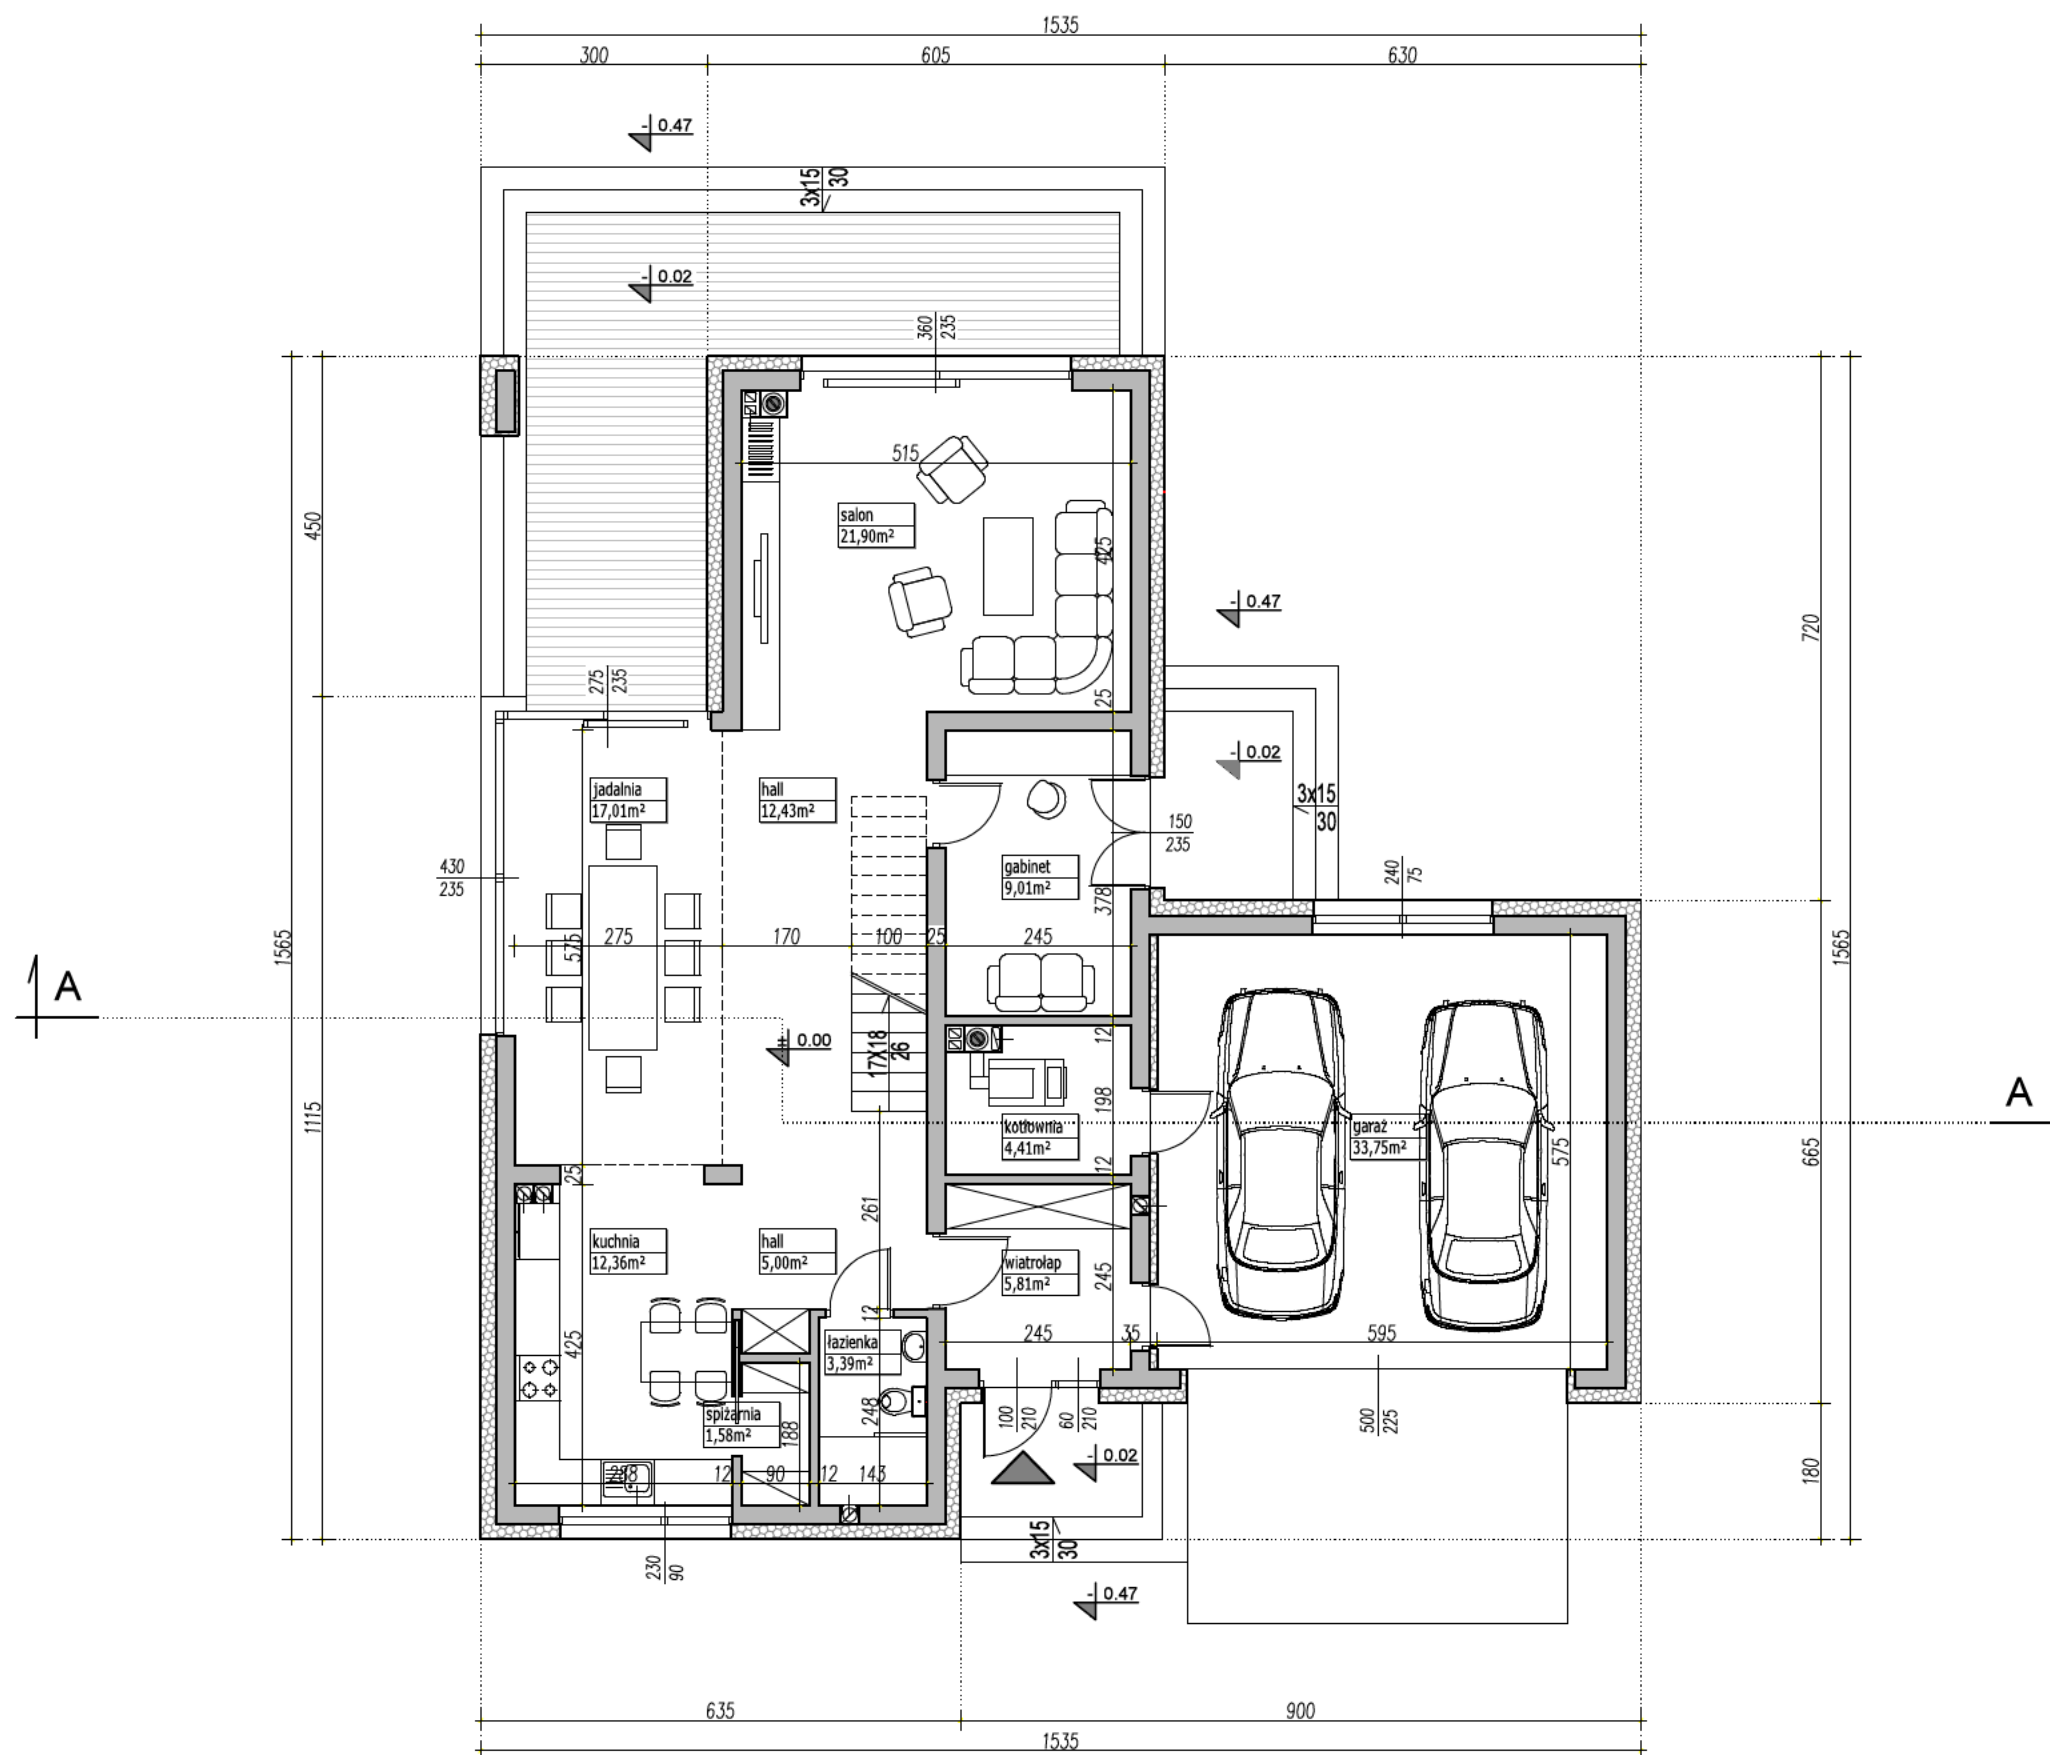 1535
300
605
630
- 0.47
3x15
30
- 0.02
360
235
515
salon
21,90m²
450
425
- 0.47
720
275
235
25
- 0.02
jadalnia
17,01m²
hall
12,43m²
3x15
30
150
235
430
235
gabinet
9,01m²
240
75
378
1565
575
275
170
100
25
245
1565
A
17X18
26
0.00
12
A
1115
198
kotłownia
4,41m²
garaż
33,75m²
575
665
25
12
261
kuchnia
12,36m²
hall
5,00m²
wiatrołap
5,81m²
245
425
12
łazienka
3,39m²
245
35
595
spiżarnia
1,58m²
188
248
100
210
60
210
500
225
- 0.02
288
12
90
12
143
180
3x15
30
230
90
- 0.47
635
900
1535